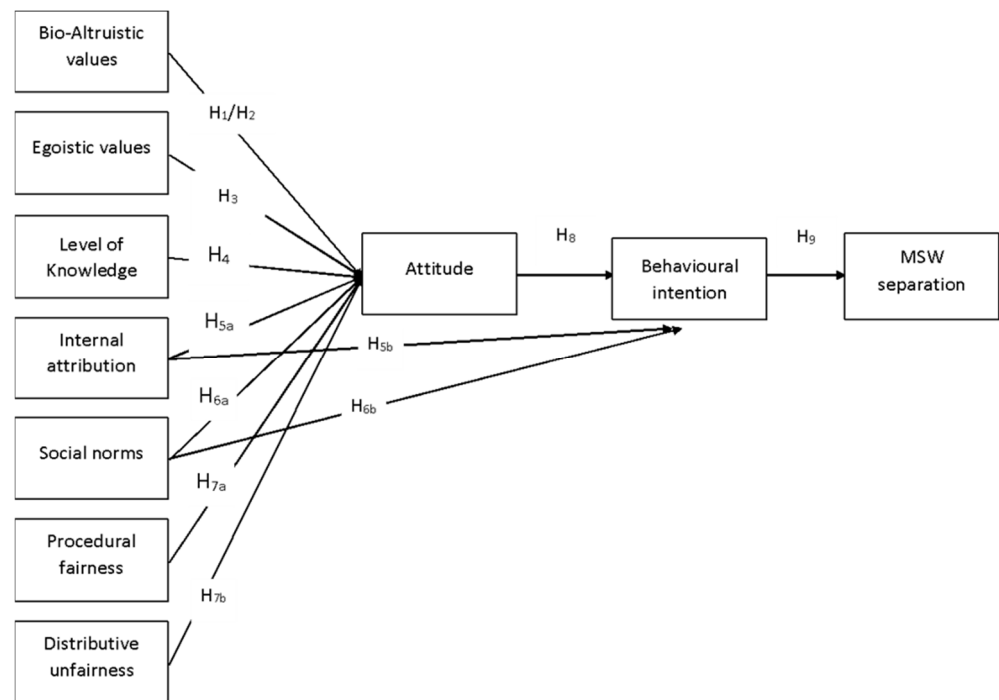 Bio-Altruistic
values
H1/H2
Egoistic values
H3
Level of
Knowledge
H4
Internal
attribution
H5a
H5b
Social norms
H6a
H6b
Procedural
fairness
H7a
Distributive
unfairness
H7b
Attitude
H8
Behavioural
intention
H9
MSW
separation